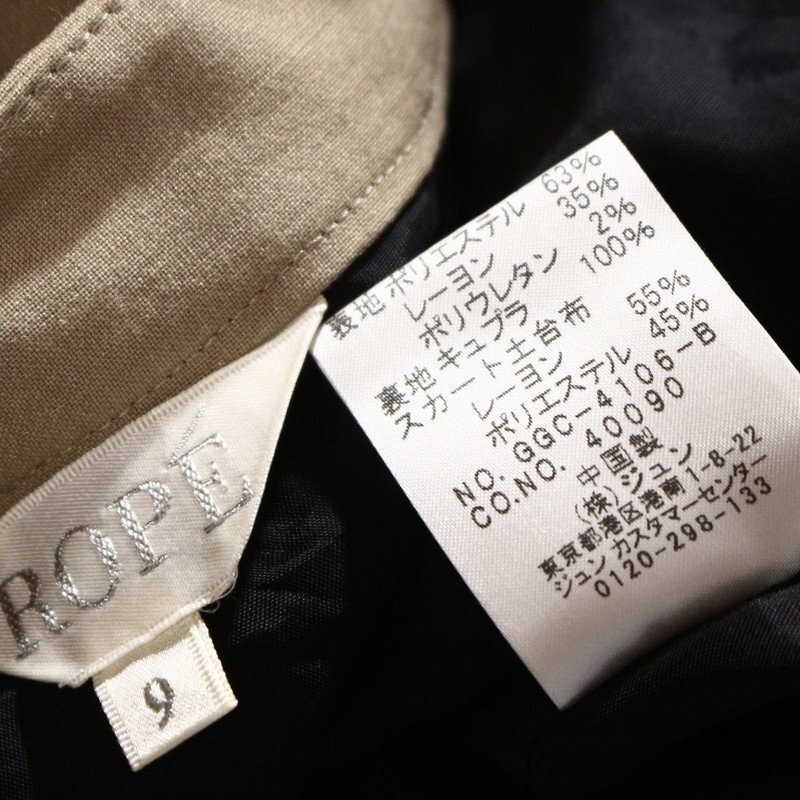 表地 ポリエステル 63%
レーヨン 35%
ポリウレタン 2%
裏地 キュプラ 100%
スカート土台布
レーヨン 55%
ポリエステル 45%
NO. GGC-4106-B
CO.NO. 40090
中国製
(株)ジュン
東京都港区港南1-8-22
ジュン カスタマーセンター
0120-298-133
ROPÉ
9